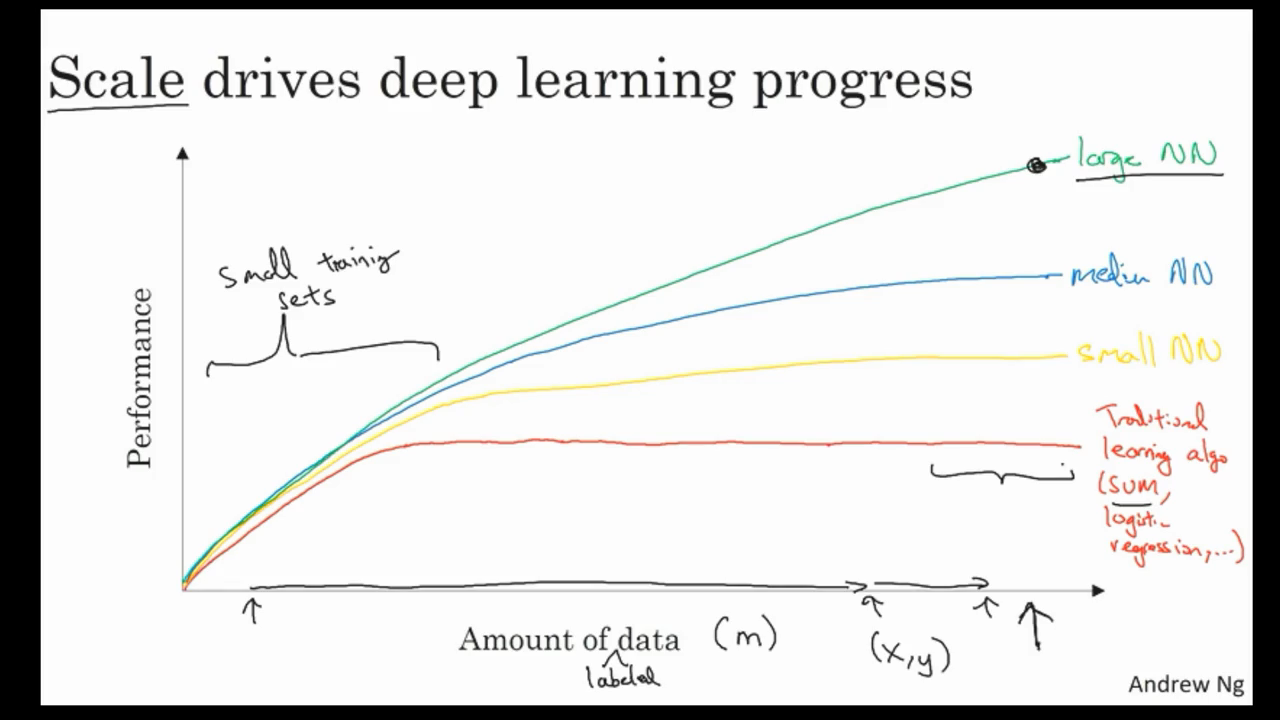 Scale drives deep learning progress
large NN
small training
sets
medium NN
small NN
Performance
Traditional
learning algo
(SVM,
logistic
regression,...)
Amount of data (m)
labeled
(x,y)
Andrew Ng